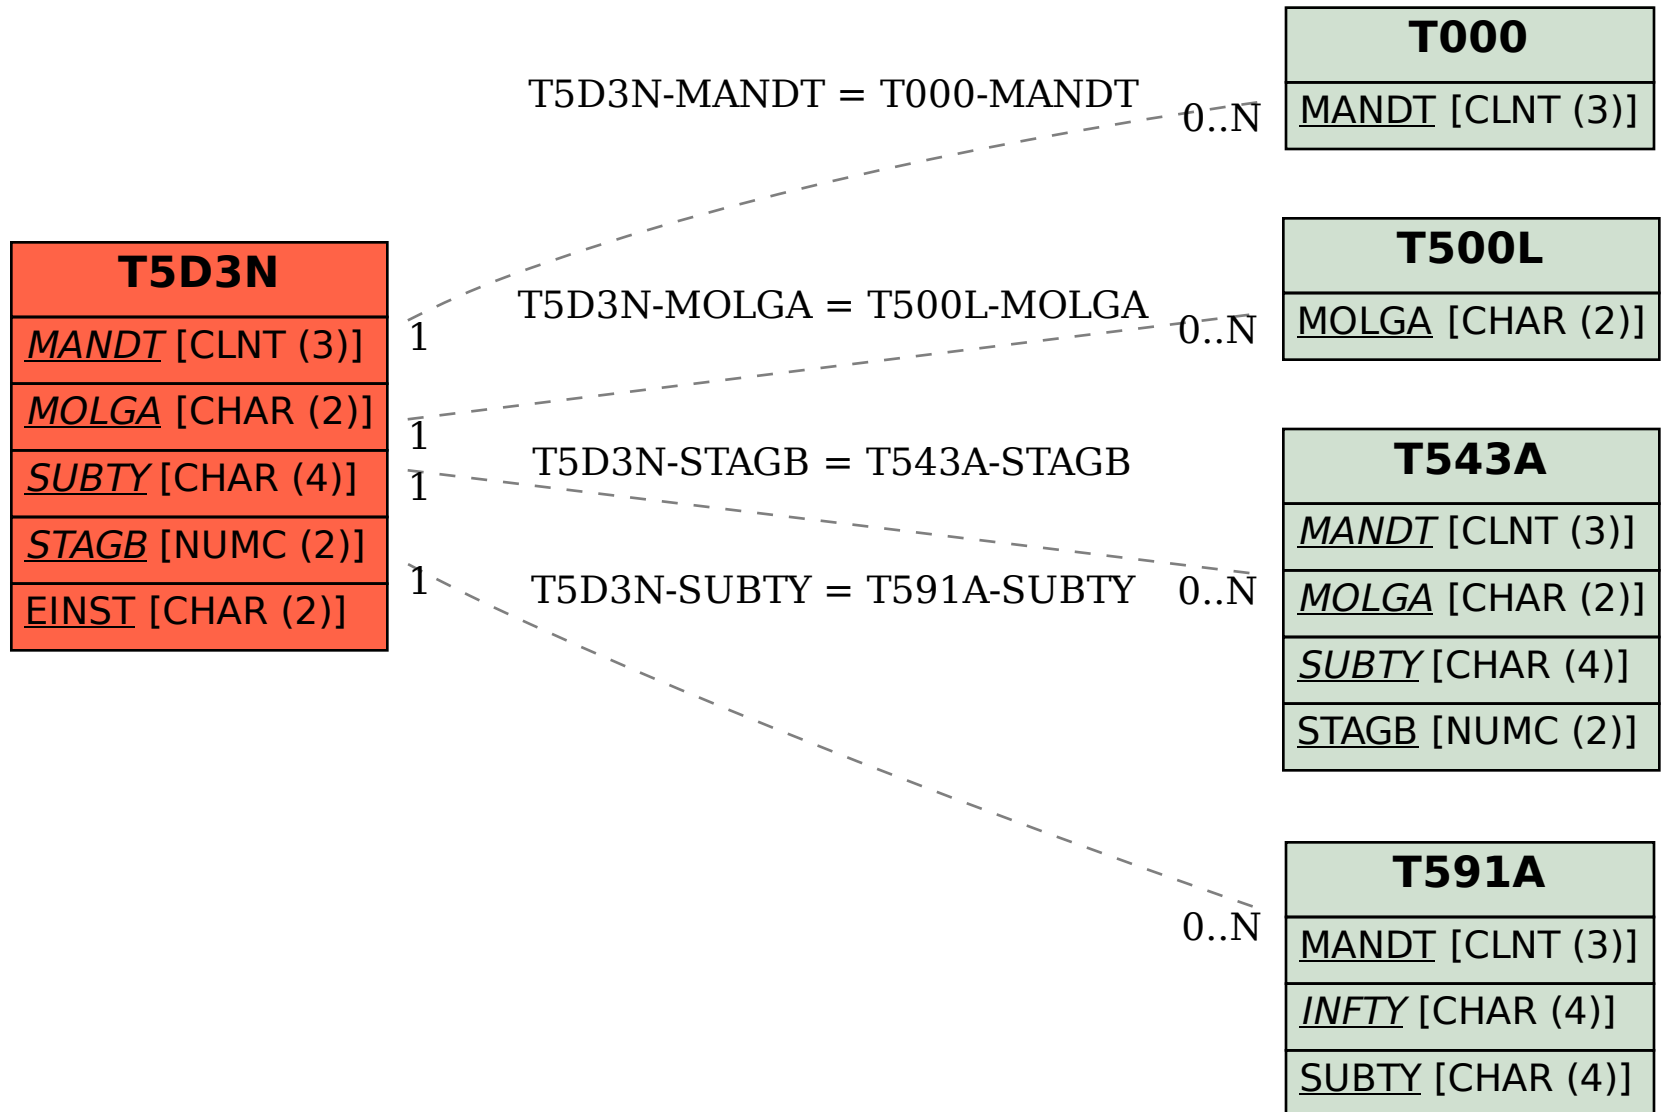 T5D3N
MANDT [CLNT (3)]
MOLGA [CHAR (2)]
SUBTY [CHAR (4)]
STAGB [NUMC (2)]
EINST [CHAR (2)]
T5D3N-MANDT = T000-MANDT
0..N
1
T5D3N-MOLGA = T500L-MOLGA
0..N
1
T5D3N-STAGB = T543A-STAGB
0..N
1
T5D3N-SUBTY = T591A-SUBTY
0..N
1
T000
MANDT [CLNT (3)]
T500L
MOLGA [CHAR (2)]
T543A
MANDT [CLNT (3)]
MOLGA [CHAR (2)]
SUBTY [CHAR (4)]
STAGB [NUMC (2)]
T591A
MANDT [CLNT (3)]
INFTY [CHAR (4)]
SUBTY [CHAR (4)]